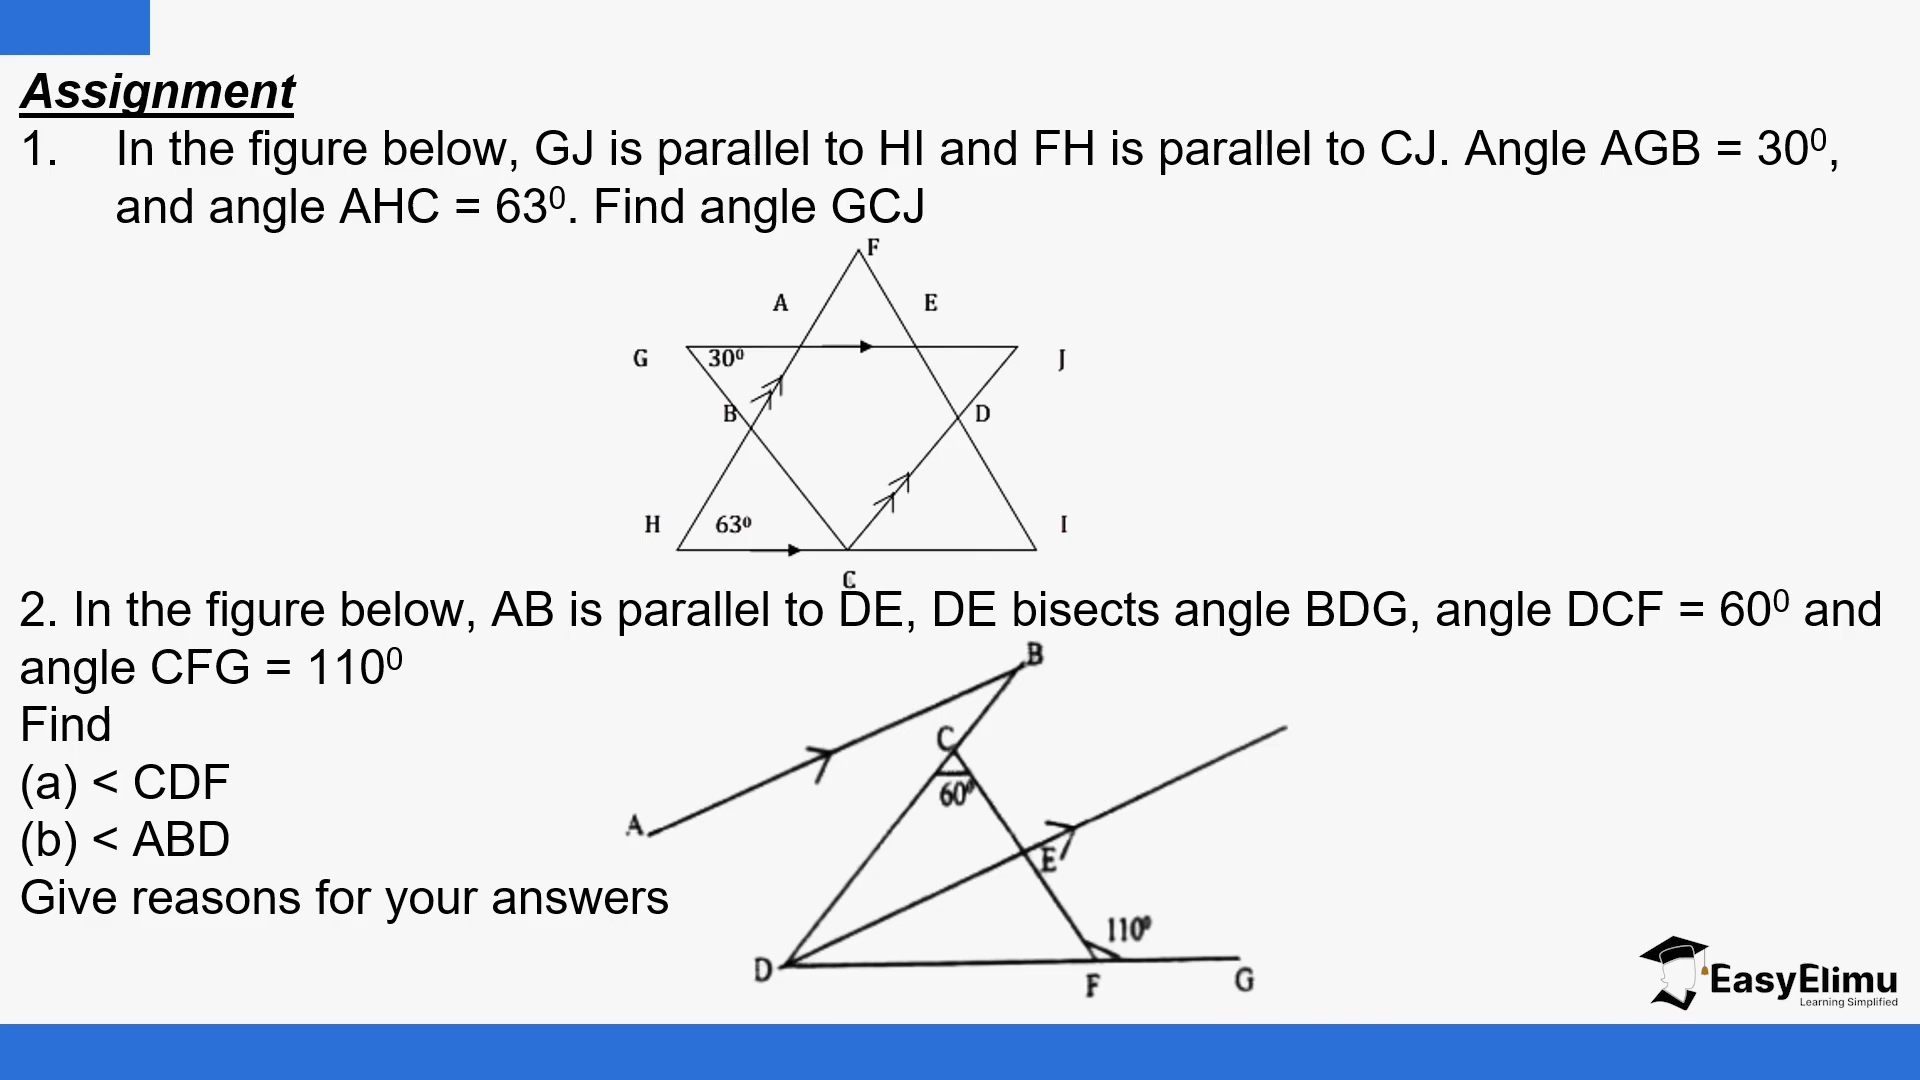 Assignment
1. In the figure below, GJ is parallel to HI and FH is parallel to CJ. Angle AGB = 30⁰,
and angle AHC = 63⁰. Find angle GCJ
F
A
E
G
30⁰
J
B
D
H
63⁰
I
C
2. In the figure below, AB is parallel to DE, DE bisects angle BDG, angle DCF = 60⁰ and
angle CFG = 110⁰
Find
(a) < CDF
(b) < ABD
Give reasons for your answers
B
C
60⁰
A
E
110⁰
D
F
G
EasyElimu
Learning Simplified